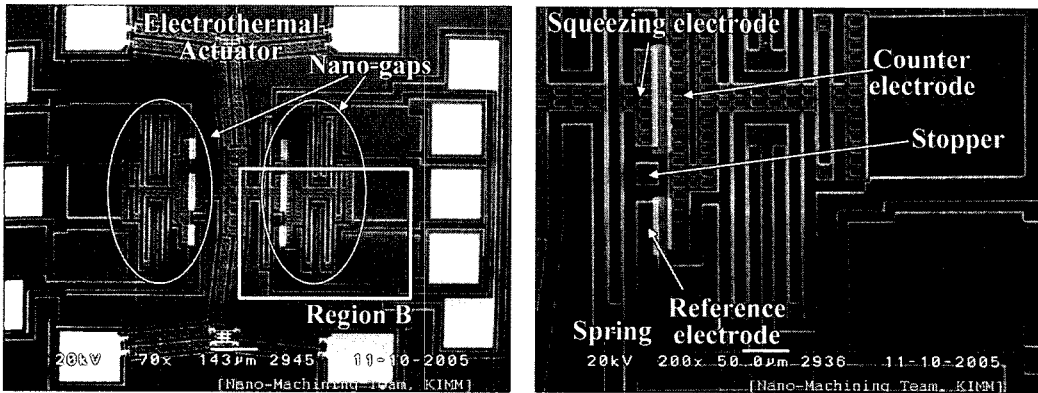 Electrothermal
Actuator
Nano-gaps
Region B
20kV 70x 143µm 2945 11-10-2005
[Nano-Machining Team, KIMM]
Squeezing electrode
Counter
electrode
Stopper
Reference
electrode
Spring
20kV 200x 50.0µm 2936 11-10-2005
[Nano-Machining Team, KIMM]